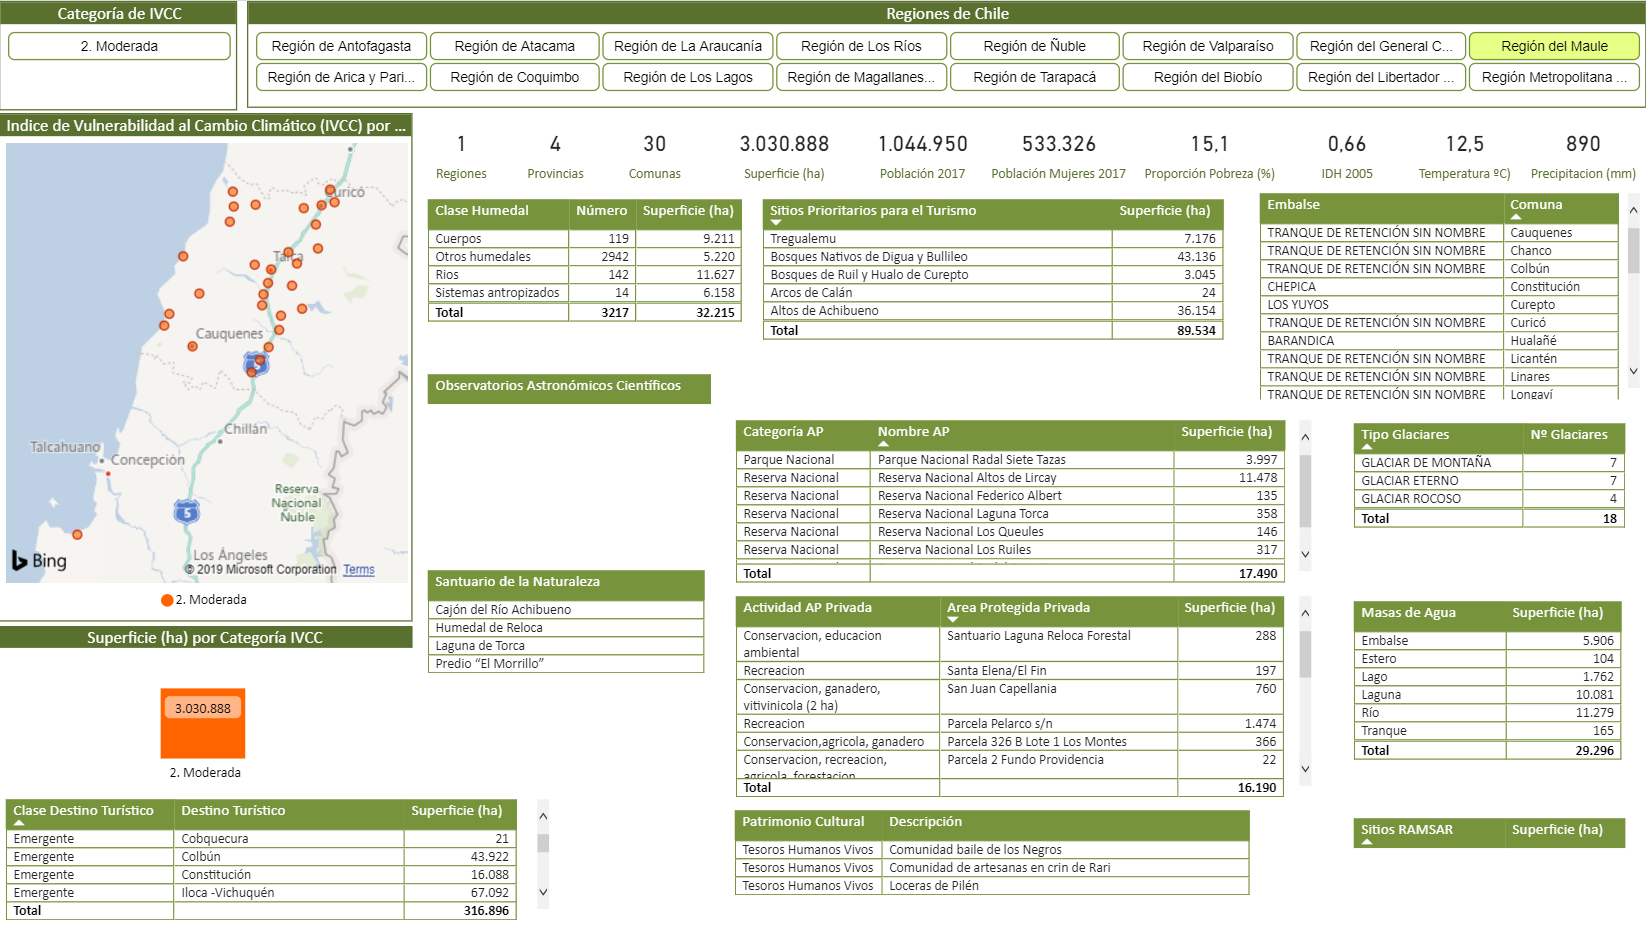 Categoría de IVCC
2. Moderada
Regiones de Chile
Región de Antofagasta
Región de Atacama
Región de La Araucanía
Región de Los Ríos
Región de Ñuble
Región de Valparaíso
Región del General C...
Región del Maule
Región de Arica y Pari...
Región de Coquimbo
Región de Los Lagos
Región de Magallanes...
Región de Tarapacá
Región del Biobío
Región del Libertador ...
Región Metropolitana ...
Indice de Vulnerabilidad al Cambio Climático (IVCC) por ...
Curicó
Talca
Cauquenes
5
Chillán
Talcahuano
Concepción
Reserva
Nacional
Ñuble
5
Los Ángeles
Bing
© 2019 Microsoft Corporation Terms
2. Moderada
1 4 30 3.030.888 1.044.950 533.326 15,1 0,66 12,5 890
Regiones Provincias Comunas Superficie (ha) Población 2017 Población Mujeres 2017 Proporción Pobreza (%) IDH 2005 Temperatura ºC) Precipitacion (mm)
Clase Humedal Número Superficie (ha)
Cuerpos 119 9.211
Otros humedales 2942 5.220
Rios 142 11.627
Sistemas antropizados 14 6.158
Total 3217 32.215
Sitios Prioritarios para el Turismo Superficie (ha)
Tregualemu 7.176
Bosques Nativos de Digua y Bullileo 43.136
Bosques de Ruil y Hualo de Curepto 3.045
Arcos de Calán 24
Altos de Achibueno 36.154
Total 89.534
Embalse Comuna
TRANQUE DE RETENCIÓN SIN NOMBRE Cauquenes
TRANQUE DE RETENCIÓN SIN NOMBRE Chanco
TRANQUE DE RETENCIÓN SIN NOMBRE Colbún
CHEPICA Constitución
LOS YUYOS Curepto
TRANQUE DE RETENCIÓN SIN NOMBRE Curicó
BARANDICA Hualañé
TRANQUE DE RETENCIÓN SIN NOMBRE Licantén
TRANQUE DE RETENCIÓN SIN NOMBRE Linares
TRANQUE DE RETENCIÓN SIN NOMBRE Longaví
Observatorios Astronómicos Científicos
Categoría AP Nombre AP Superficie (ha)
Parque Nacional Parque Nacional Radal Siete Tazas 3.997
Reserva Nacional Reserva Nacional Altos de Lircay 11.478
Reserva Nacional Reserva Nacional Federico Albert 135
Reserva Nacional Reserva Nacional Laguna Torca 358
Reserva Nacional Reserva Nacional Los Queules 146
Reserva Nacional Reserva Nacional Los Ruiles 317
Total 17.490
Tipo Glaciares Nº Glaciares
GLACIAR DE MONTAÑA 7
GLACIAR ETERNO 7
GLACIAR ROCOSO 4
Total 18
Santuario de la Naturaleza
Cajón del Río Achibueno
Humedal de Reloca
Laguna de Torca
Predio “El Morrillo”
Actividad AP Privada Area Protegida Privada Superficie (ha)
Conservacion, educacion Santuario Laguna Reloca Forestal 288
ambiental
Recreacion Santa Elena/El Fin 197
Conservacion, ganadero, San Juan Capellania 760
vitivinicola (2 ha)
Recreacion Parcela Pelarco s/n 1.474
Conservacion,agricola, ganadero Parcela 326 B Lote 1 Los Montes 366
Conservacion, recreacion, Parcela 2 Fundo Providencia 22
agricola, forestacion
Total 16.190
Masas de Agua Superficie (ha)
Embalse 5.906
Estero 104
Lago 1.762
Laguna 10.081
Río 11.279
Tranque 165
Total 29.296
Superficie (ha) por Categoría IVCC
3.030.888
2. Moderada
Clase Destino Turístico Destino Turístico Superficie (ha)
Emergente Cobquecura 21
Emergente Colbún 43.922
Emergente Constitución 16.088
Emergente Iloca -Vichuquén 67.092
Total 316.896
Patrimonio Cultural Descripción
Tesoros Humanos Vivos Comunidad baile de los Negros
Tesoros Humanos Vivos Comunidad de artesanas en crin de Rari
Tesoros Humanos Vivos Loceras de Pilén
Sitios RAMSAR Superficie (ha)